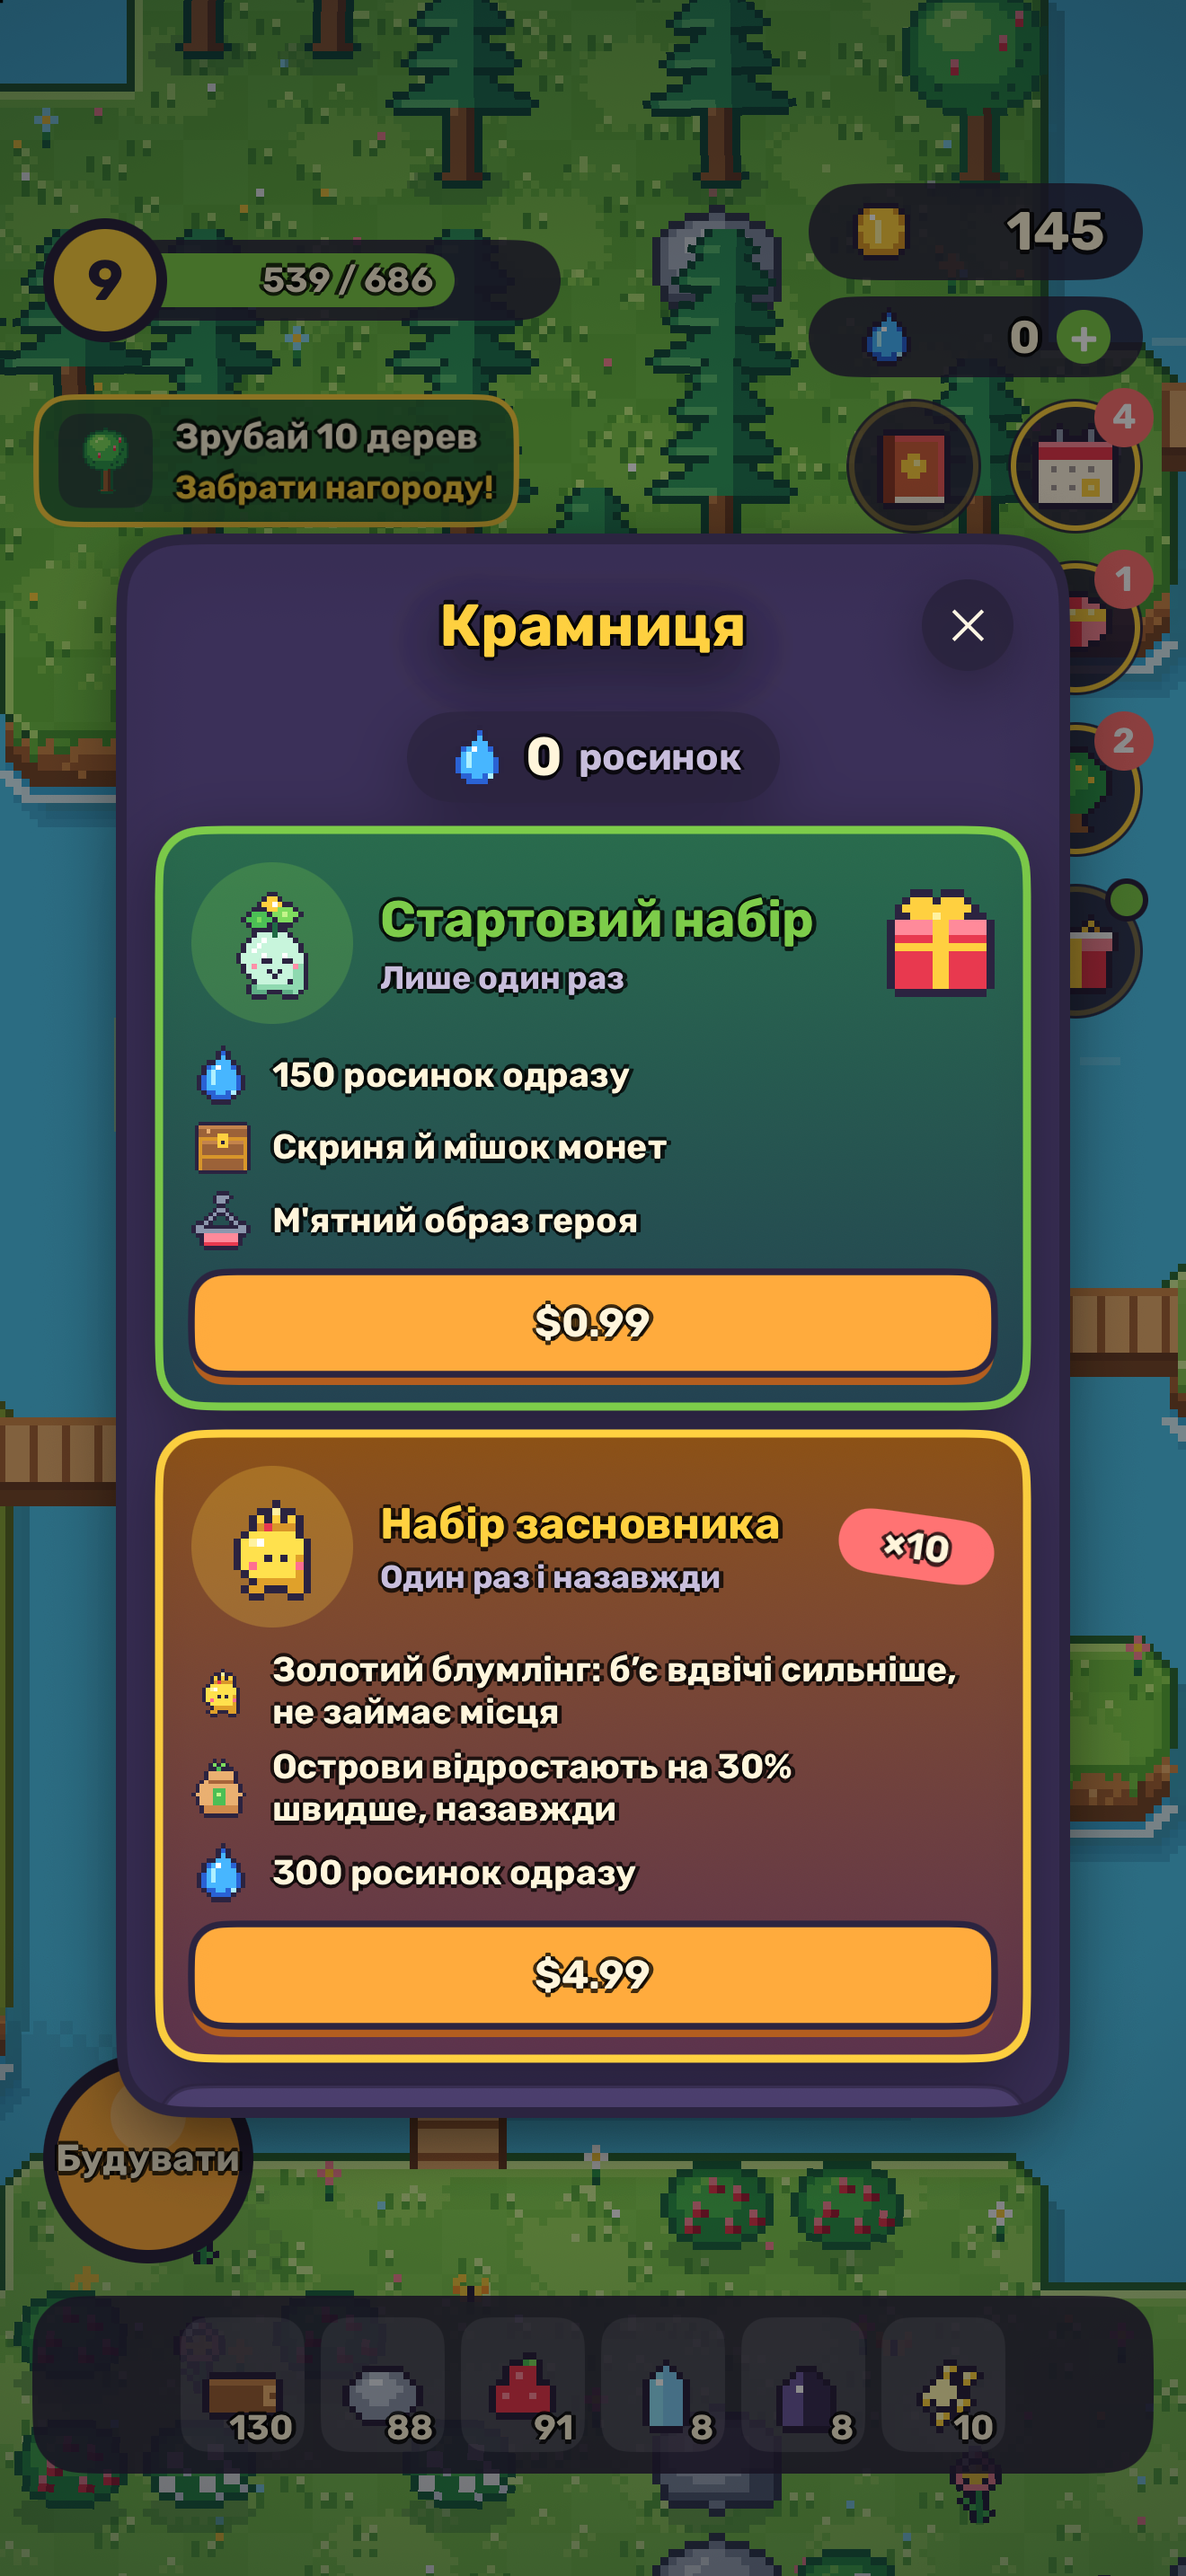 145
9
539 / 686
0
+
Зрубай 10 дерев
Забрати нагороду!
4
1
2
Крамниця
0 росинок
Стартовий набір
Лише один раз
150 росинок одразу
Скриня й мішок монет
М'ятний образ героя
$0.99
Набір засновника
Один раз і назавжди
×10
Золотий блумлінг: б’є вдвічі сильніше,
не займає місця
Острови відростають на 30%
швидше, назавжди
300 росинок одразу
$4.99
Будувати
130
88
91
8
8
10